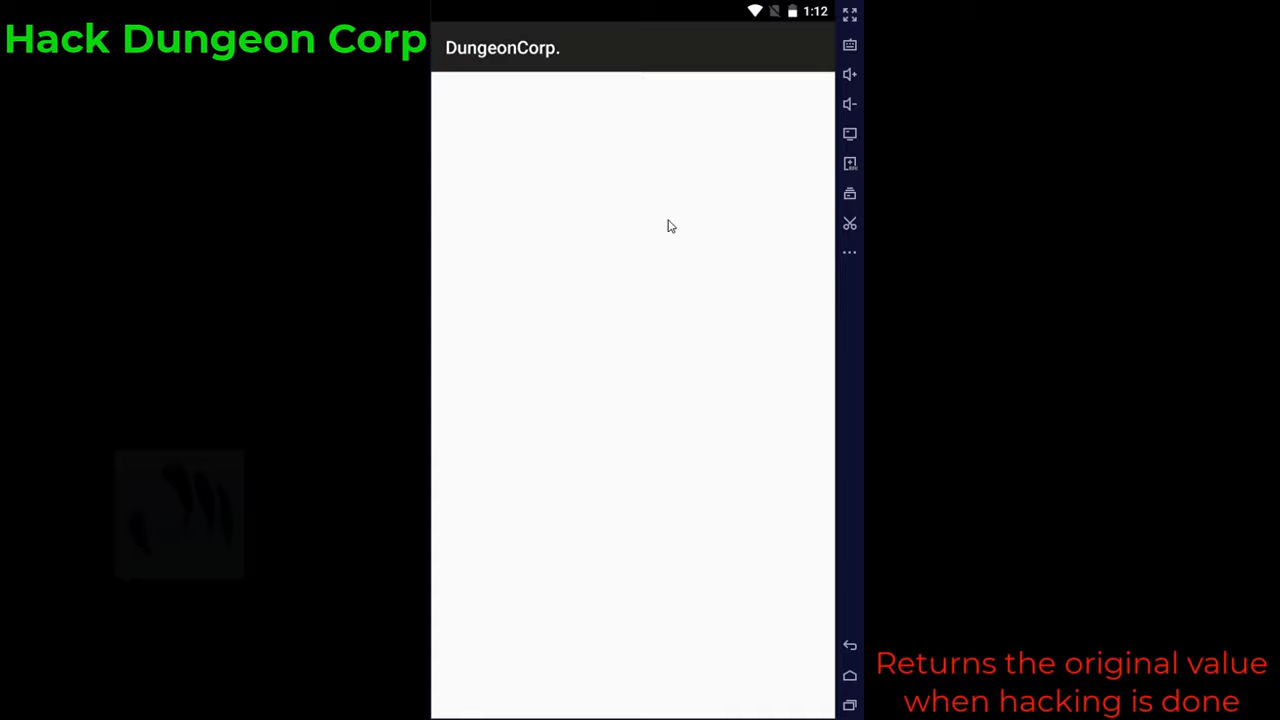 Hack Dungeon Corp
1:12
DungeonCorp.
Returns the original value
when hacking is done